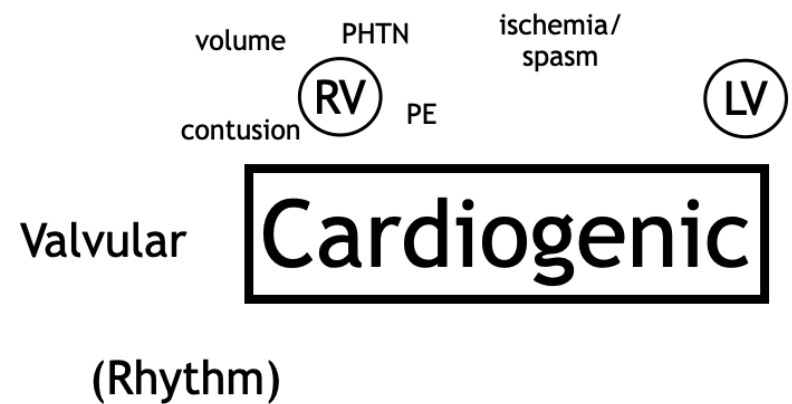 volume
PHTN
ischemia/
spasm
RV
LV
PE
contusion
Valvular
Cardiogenic
(Rhythm)